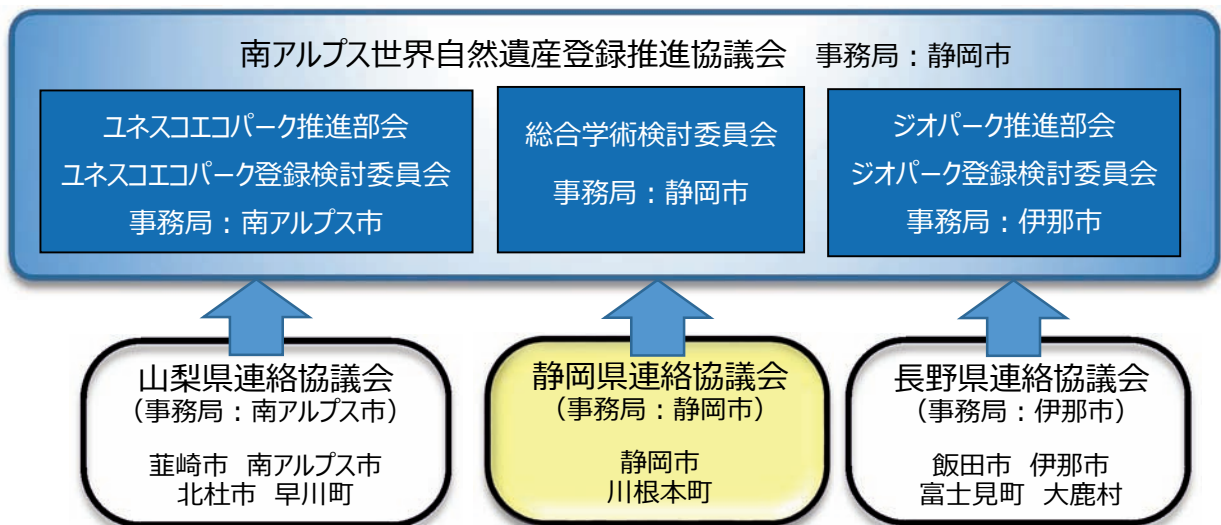 南アルプス世界自然遺産登録推進協議会 事務局：静岡市
ユネスコエコパーク推進部会
ユネスコエコパーク登録検討委員会
事務局：南アルプス市
総合学術検討委員会
事務局：静岡市
ジオパーク推進部会
ジオパーク登録検討委員会
事務局：伊那市
山梨県連絡協議会
（事務局：南アルプス市）
韮崎市 南アルプス市
北杜市 早川町
静岡県連絡協議会
（事務局：静岡市）
静岡市
川根本町
長野県連絡協議会
（事務局：伊那市）
飯田市 伊那市
富士見町 大鹿村